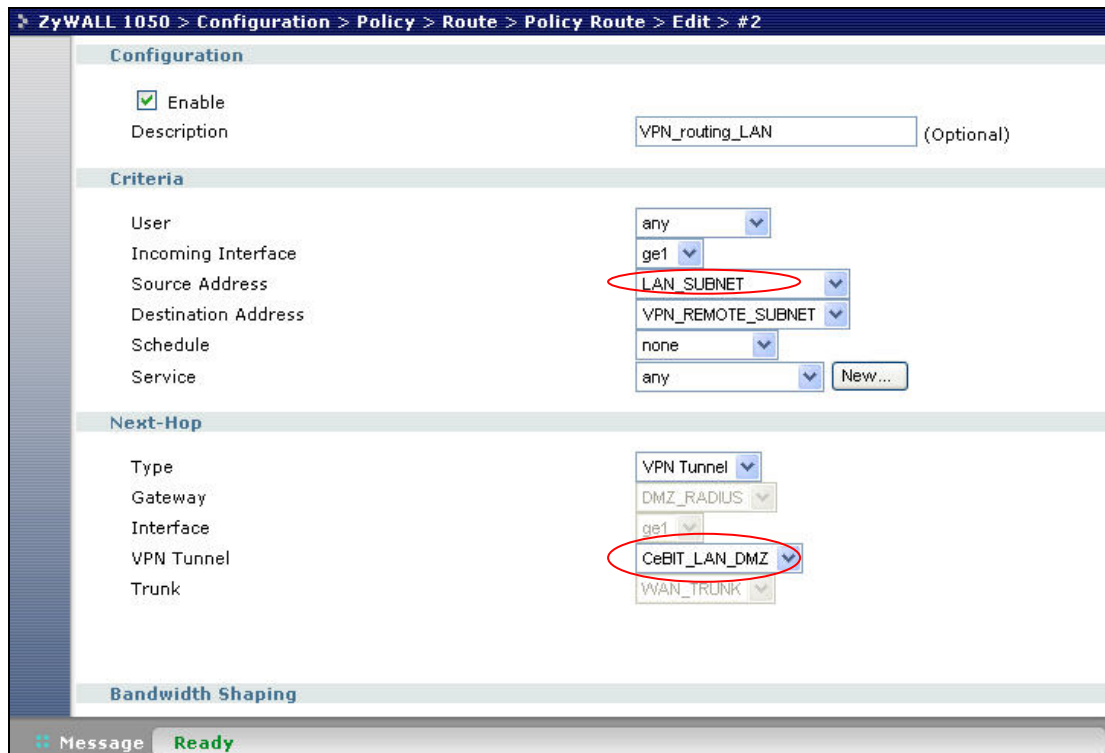 ZyWALL 1050 > Configuration > Policy > Route > Policy Route > Edit > #2
Configuration
Enable
Description VPN_routing_LAN (Optional)
Criteria
User any
Incoming Interface ge1
Source Address LAN_SUBNET
Destination Address VPN_REMOTE_SUBNET
Schedule none
Service any New...
Next-Hop
Type VPN Tunnel
Gateway DMZ_RADIUS
Interface ge1
VPN Tunnel CeBIT_LAN_DMZ
Trunk WAN_TRUNK
Bandwidth Shaping
Message Ready